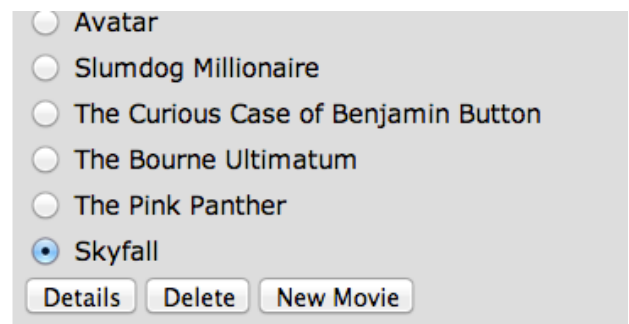 Avatar
Slumdog Millionaire
The Curious Case of Benjamin Button
The Bourne Ultimatum
The Pink Panther
Skyfall
Details Delete New Movie